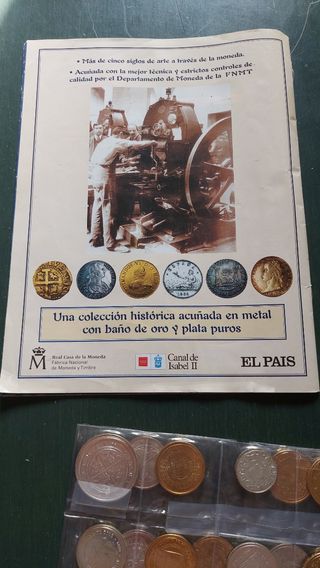 • Más de cinco siglos de arte a través de la moneda.
• Acuñada con la mejor técnica y estrictos controles de
calidad por el Departamento de Moneda de la FNMT
Una colección histórica acuñada en metal
con baño de oro y plata puros
Real Casa de la Moneda
Fábrica Nacional
de Moneda y Timbre
Canal de
Isabel II
EL PAIS